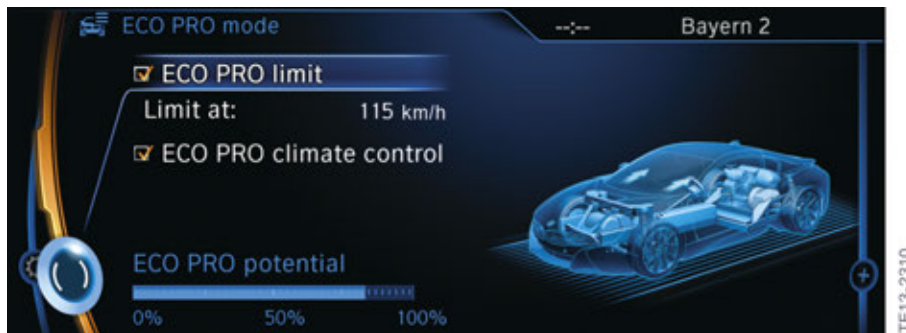 ECO PRO mode
--:--
Bayern 2
ECO PRO limit
Limit at: 115 km/h
ECO PRO climate control
ECO PRO potential
0% 50% 100%
TE13-2310